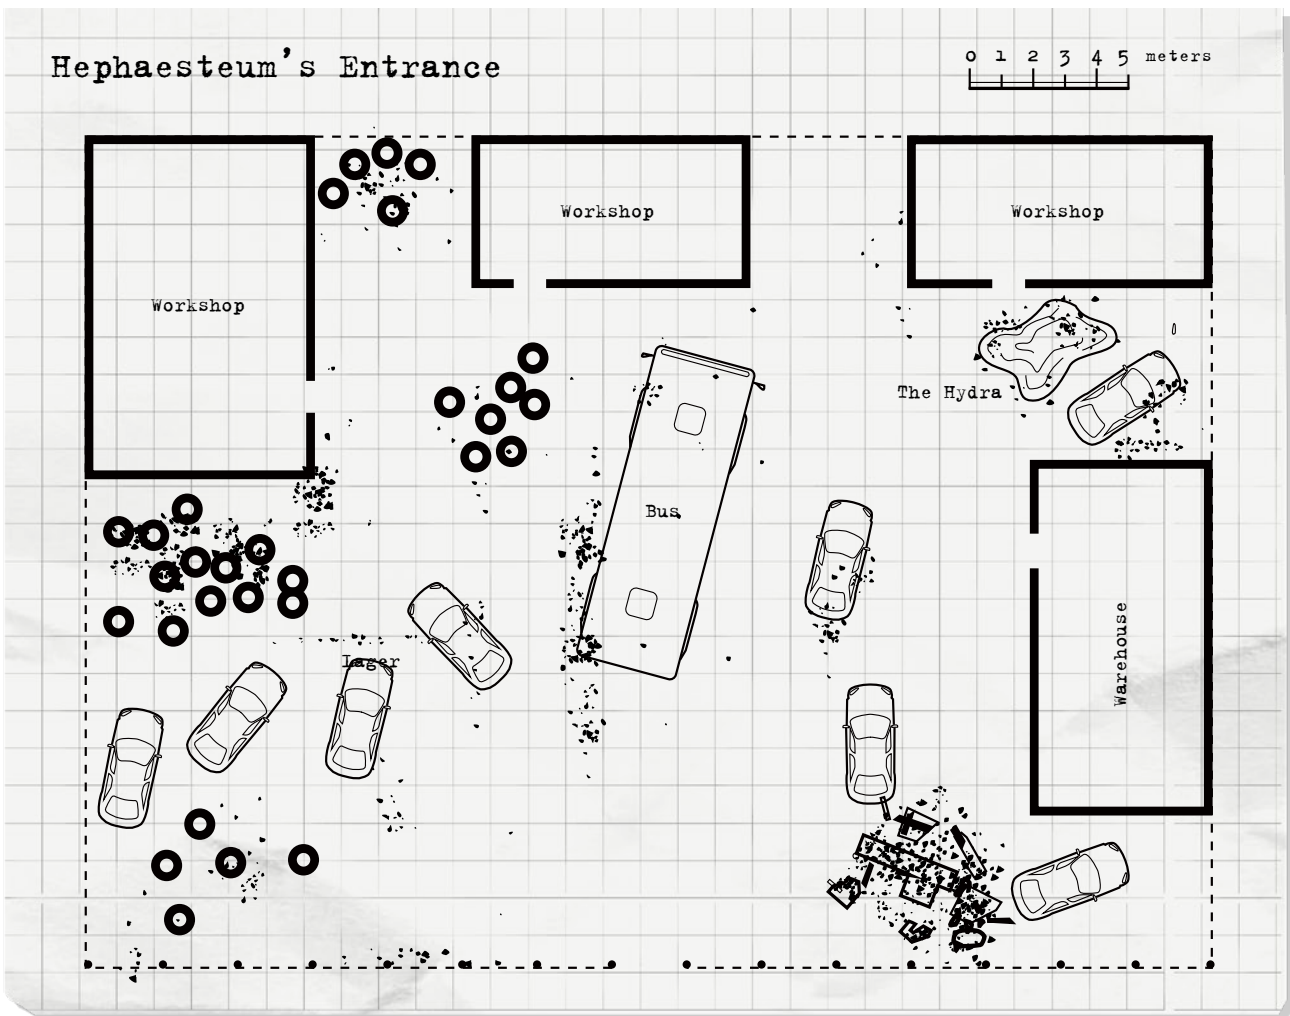 Hephaesteum's Entrance
0 1 2 3 4 5 meters
Workshop
Workshop
Workshop
The Hydra
Bus
Warehouse
Lager